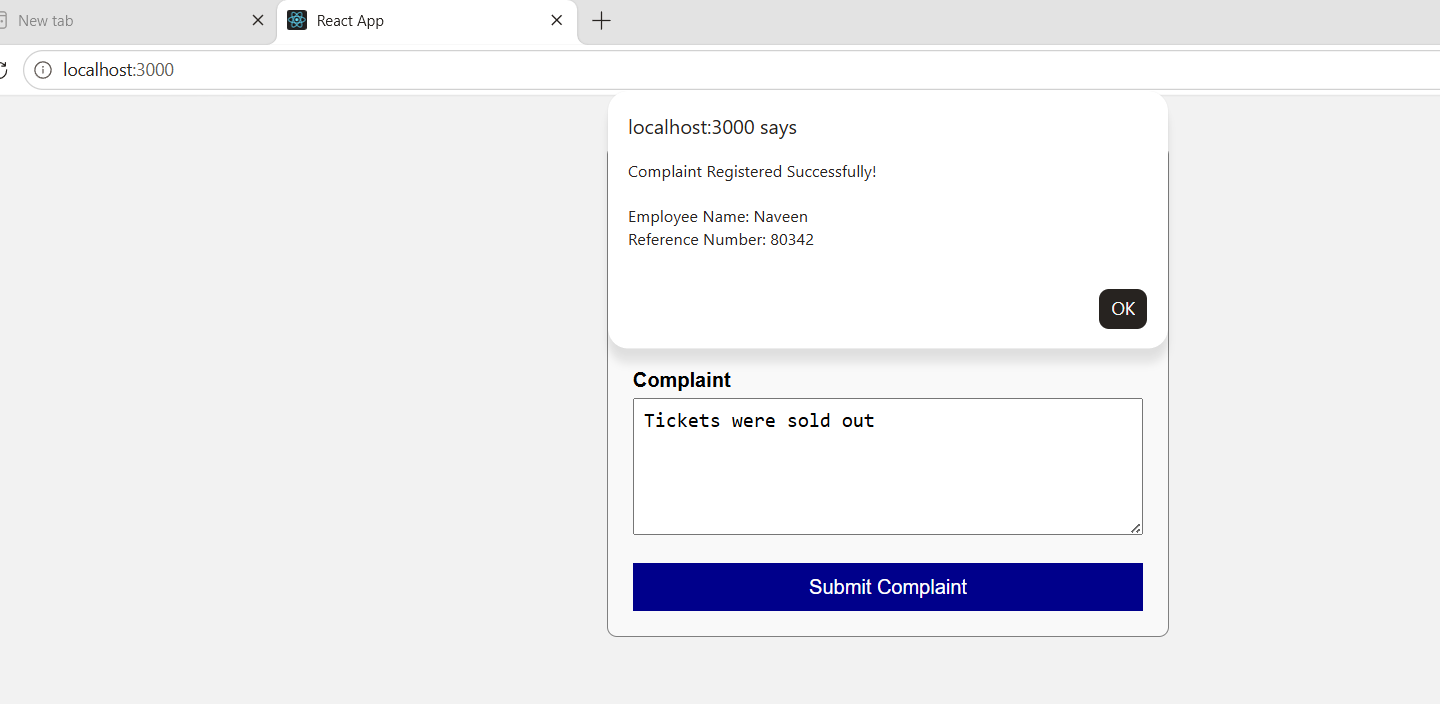 New tab
React App
localhost:3000
localhost:3000 says
Complaint Registered Successfully!
Employee Name: Naveen
Reference Number: 80342
OK
Complaint
Tickets were sold out
Submit Complaint